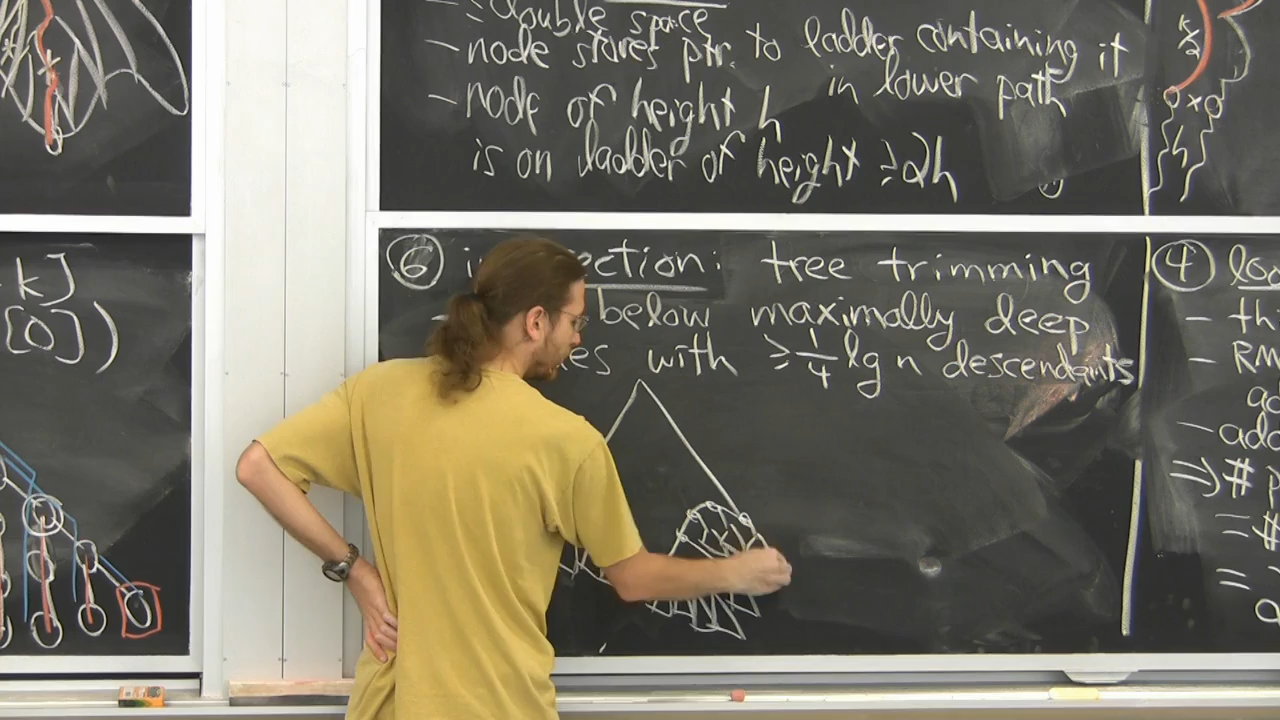 double space
- node stores ptr. to ladder containing it
in lower path
- node of height h
is on ladder of height ≥2h
k/2
h
k]
[0])
⑥ ection: tree trimming
below maximally deep
es with ≥ 1/4 lg n descendants
④
- th
- RM
- add
⇒ #
= #
=